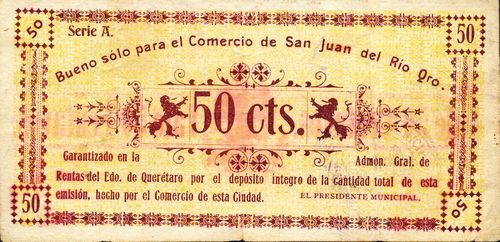 50
Serie A.
50
Bueno sólo para el Comercio de San Juan del Río Qro.
50 cts.
Garantizado en la Admon. Gral. de
Rentas del Edo. de Querétaro por el depósito integro de la cantidad total de esta
emisión, hecho por el Comercio de esta Ciudad.
EL PRESIDENTE MUNICIPAL,
50
50